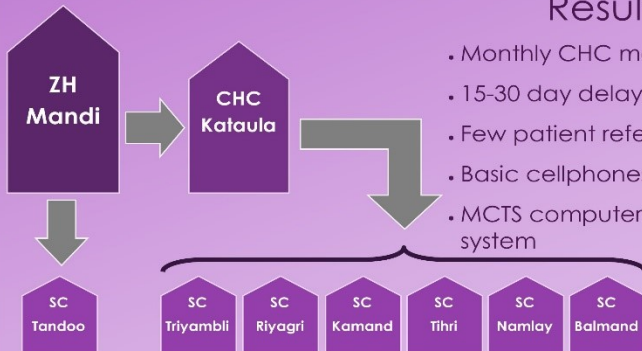 Resul
ZH
Mandi
CHC
Kataula
. Monthly CHC m
. 15-30 day delay
. Few patient refe
. Basic cellphone
. MCTS computer
system
SC
Tandoo
SC
Triyambli
SC
Riyagri
SC
Kamand
SC
Tihri
SC
Namlay
SC
Balmand